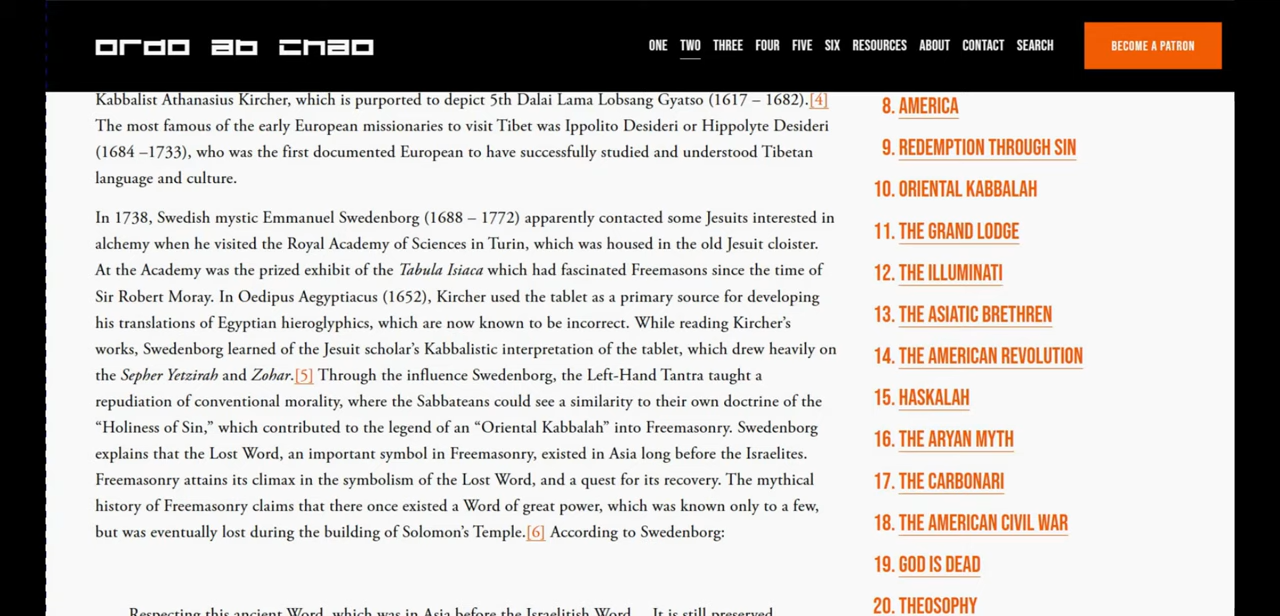 ORDO AB CHAO
ONE TWO THREE FOUR FIVE SIX RESOURCES ABOUT CONTACT SEARCH BECOME A PATRON
Kabbalist Athanasius Kircher, which is purported to depict 5th Dalai Lama Lobsang Gyatso (1617 – 1682).[4]
The most famous of the early European missionaries to visit Tibet was Ippolito Desideri or Hippolyte Desideri
(1684 –1733), who was the first documented European to have successfully studied and understood Tibetan
language and culture.
In 1738, Swedish mystic Emmanuel Swedenborg (1688 – 1772) apparently contacted some Jesuits interested in
alchemy when he visited the Royal Academy of Sciences in Turin, which was housed in the old Jesuit cloister.
At the Academy was the prized exhibit of the Tabula Isiaca which had fascinated Freemasons since the time of
Sir Robert Moray. In Oedipus Aegyptiacus (1652), Kircher used the tablet as a primary source for developing
his translations of Egyptian hieroglyphics, which are now known to be incorrect. While reading Kircher's
works, Swedenborg learned of the Jesuit scholar's Kabbalistic interpretation of the tablet, which drew heavily on
the Sepher Yetzirah and Zohar.[5] Through the influence Swedenborg, the Left-Hand Tantra taught a
repudiation of conventional morality, where the Sabbateans could see a similarity to their own doctrine of the
“Holiness of Sin,” which contributed to the legend of an “Oriental Kabbalah” into Freemasonry. Swedenborg
explains that the Lost Word, an important symbol in Freemasonry, existed in Asia long before the Israelites.
Freemasonry attains its climax in the symbolism of the Lost Word, and a quest for its recovery. The mythical
history of Freemasonry claims that there once existed a Word of great power, which was known only to a few,
but was eventually lost during the building of Solomon's Temple.[6] According to Swedenborg:
Respecting this ancient Word, which was in Asia before the Israelitish Word... It is still preserved
8. AMERICA
9. REDEMPTION THROUGH SIN
10. ORIENTAL KABBALAH
11. THE GRAND LODGE
12. THE ILLUMINATI
13. THE ASIATIC BRETHREN
14. THE AMERICAN REVOLUTION
15. HASKALAH
16. THE ARYAN MYTH
17. THE CARBONARI
18. THE AMERICAN CIVIL WAR
19. GOD IS DEAD
20. THEOSOPHY